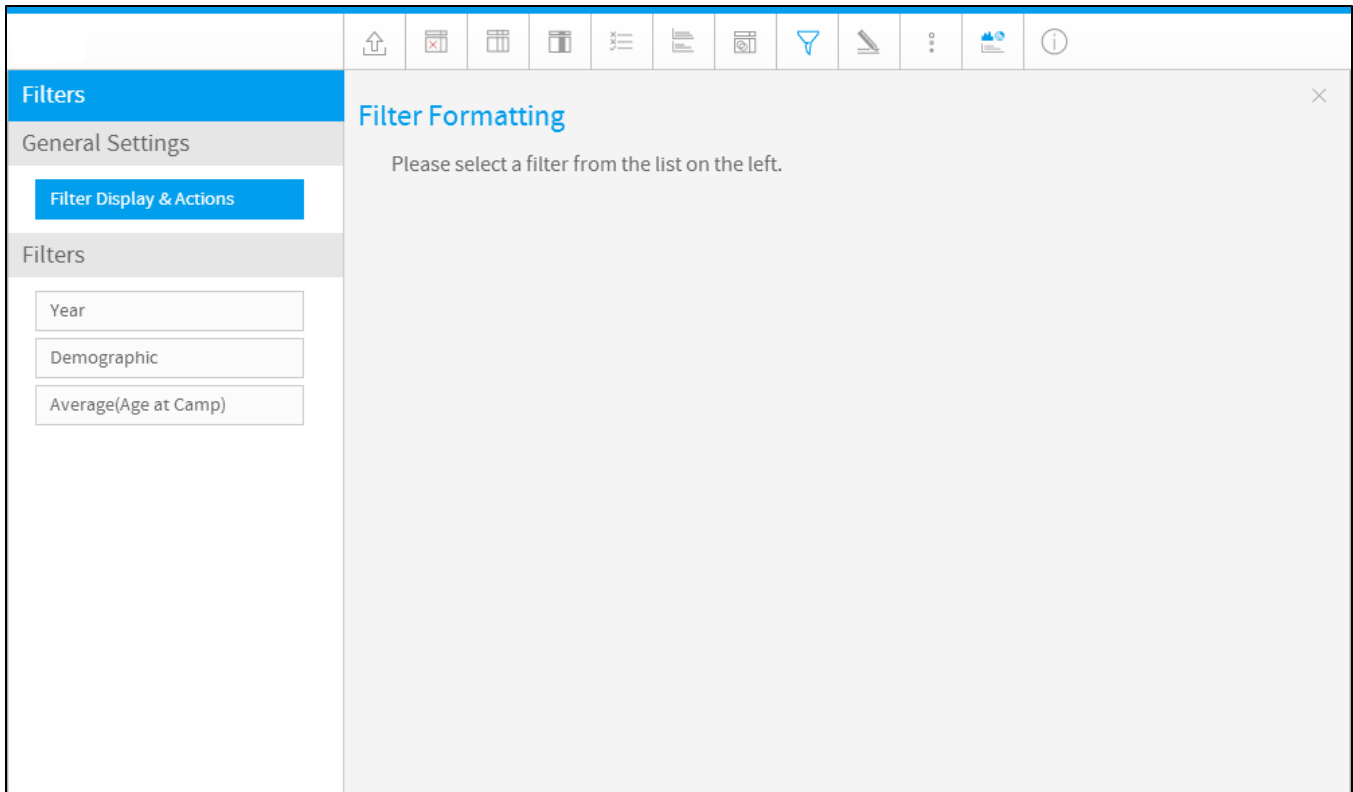 Filters
General Settings
Filter Display & Actions
Filters
Year
Demographic
Average(Age at Camp)
Filter Formatting
Please select a filter from the list on the left.